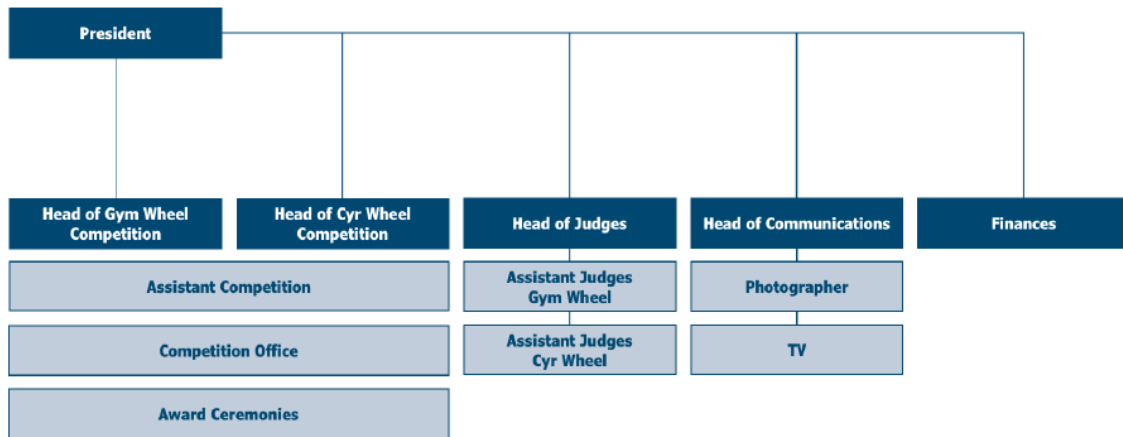 President
Head of Gym Wheel
Competition
Head of Cyr Wheel
Competition
Head of Judges
Head of Communications
Finances
Assistant Competition
Assistant Judges
Gym Wheel
Photographer
Competition Office
Assistant Judges
Cyr Wheel
TV
Award Ceremonies